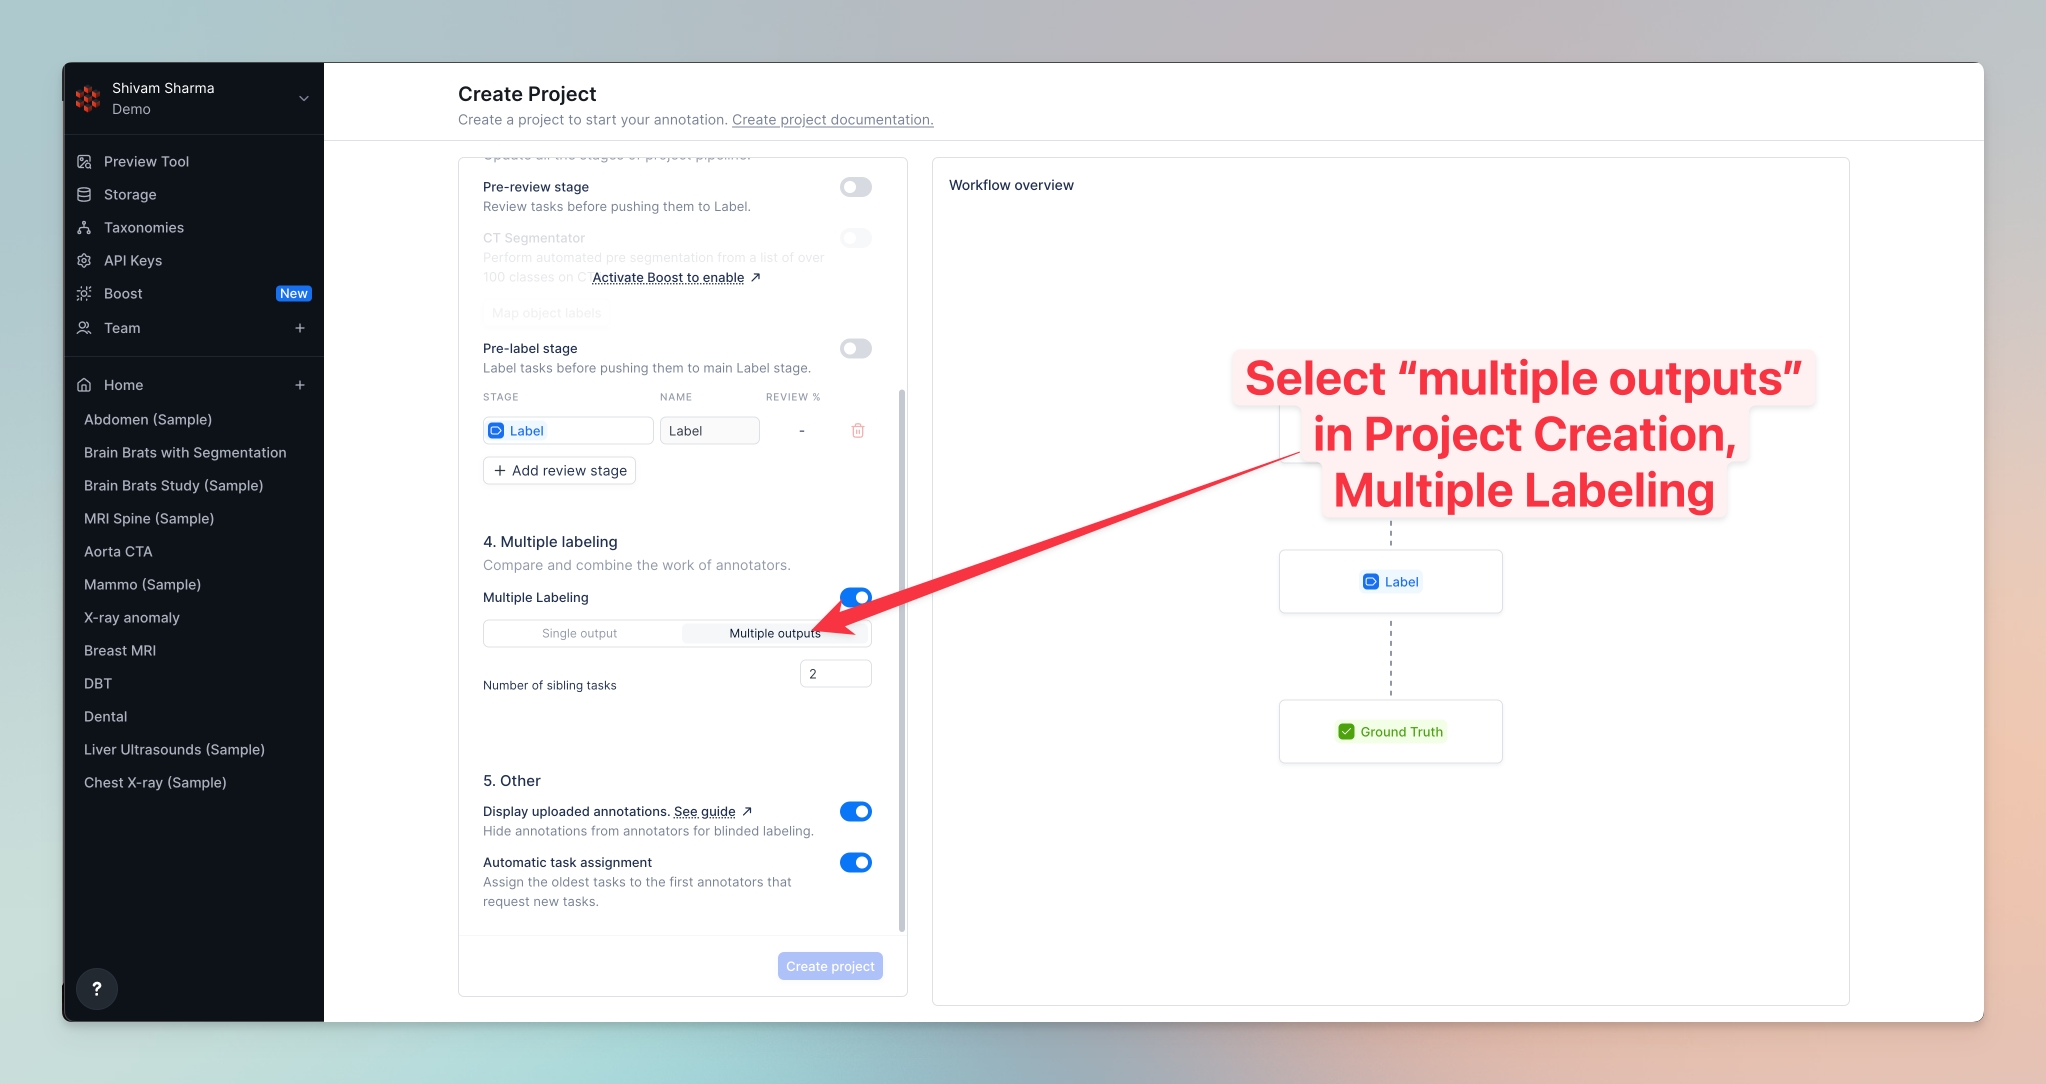 Shivam Sharma
Demo
Preview Tool
Storage
Taxonomies
API Keys
Boost New
Team
Home
Abdomen (Sample)
Brain Brats with Segmentation
Brain Brats Study (Sample)
MRI Spine (Sample)
Aorta CTA
Mammo (Sample)
X-ray anomaly
Breast MRI
DBT
Dental
Liver Ultrasounds (Sample)
Chest X-ray (Sample)
?
Create Project
Create a project to start your annotation. Create project documentation.
Update all the stages of project pipeline.
Pre-review stage
Review tasks before pushing them to Label.
CT Segmentator
Perform automated pre segmentation from a list of over
100 classes on CT Activate Boost to enable
Map object labels
Pre-label stage
Label tasks before pushing them to main Label stage.
STAGE NAME REVIEW %
Label Label -
+ Add review stage
4. Multiple labeling
Compare and combine the work of annotators.
Multiple Labeling
Single output Multiple outputs
2
Number of sibling tasks
5. Other
Display uploaded annotations. See guide
Hide annotations from annotators for blinded labeling.
Automatic task assignment
Assign the oldest tasks to the first annotators that
request new tasks.
Create project
Workflow overview
Select “multiple outputs”
in Project Creation,
Multiple Labeling
Label
Ground Truth